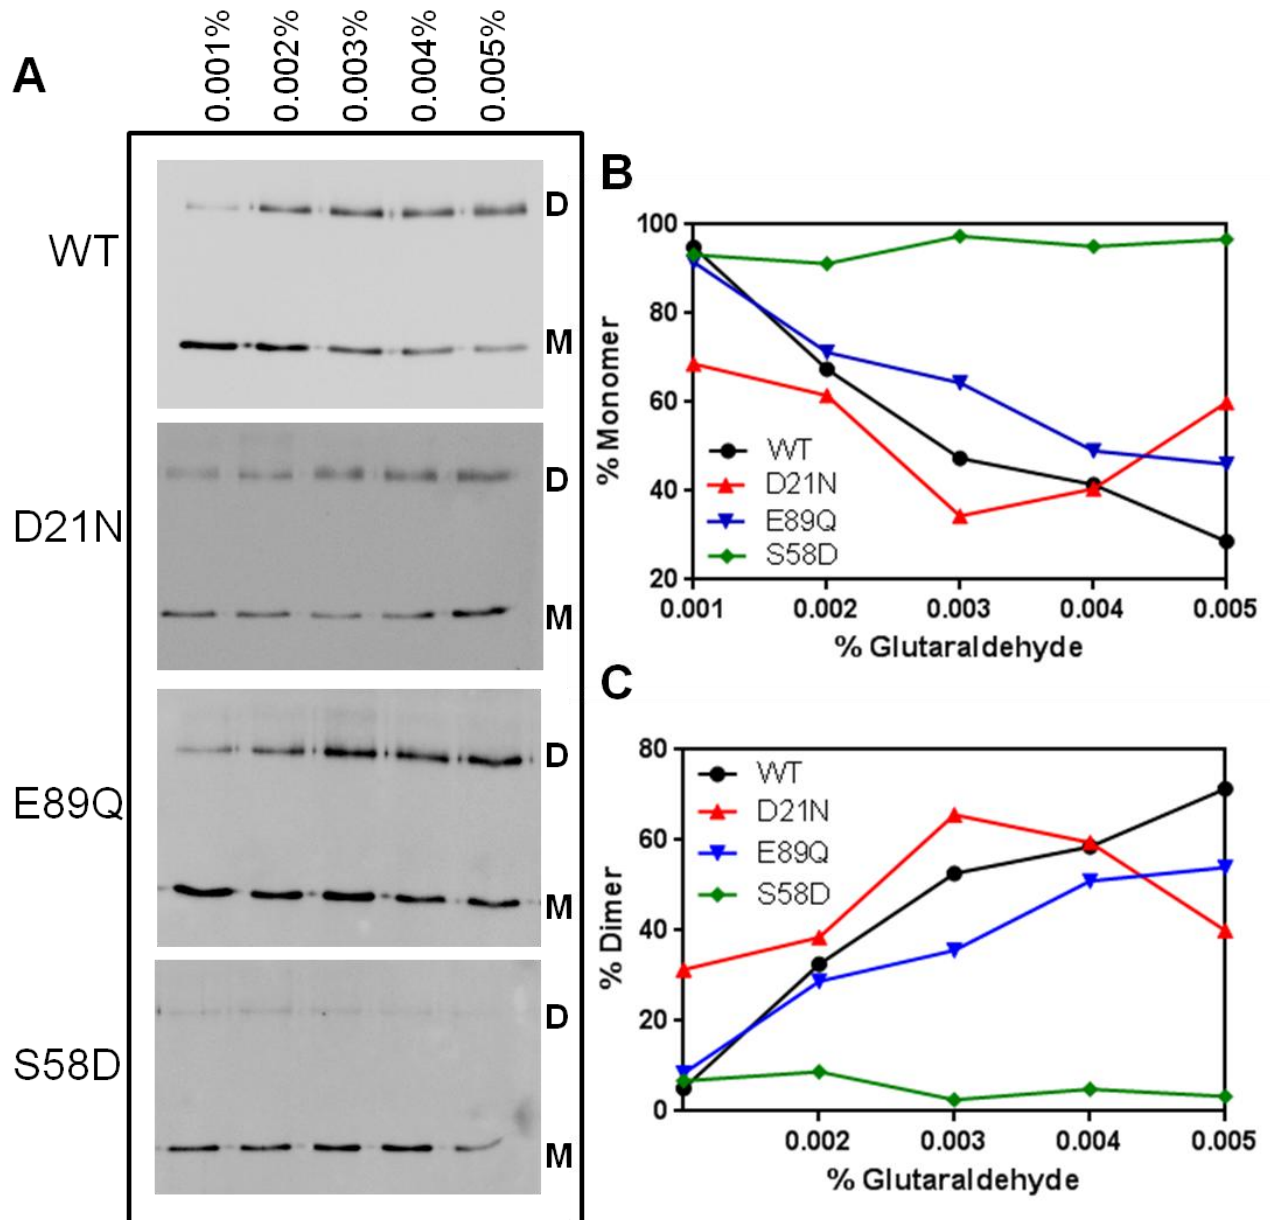 A
0.001%
0.002%
0.003%
0.004%
0.005%
WT
D
M
D21N
D
M
E89Q
D
M
S58D
D
M
B
% Monomer
100
80
60
40
20
WT
D21N
E89Q
S58D
0.001 0.002 0.003 0.004 0.005
% Glutaraldehyde
C
% Dimer
80
60
40
20
0
WT
D21N
E89Q
S58D
0.002 0.003 0.004 0.005
% Glutaraldehyde